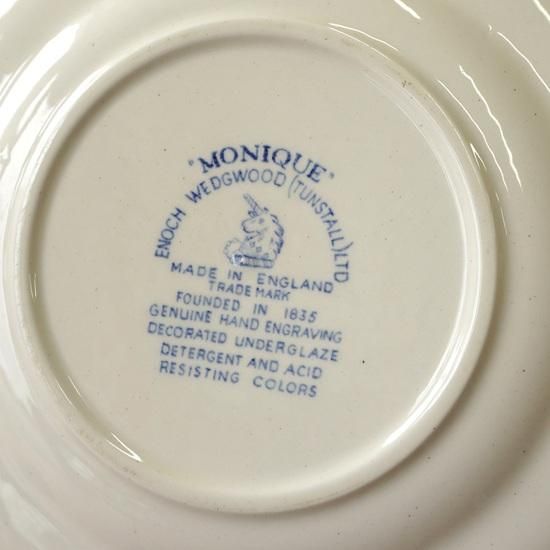 "MONIQUE"
ENOCH WEDGWOOD (TUNSTALL) LTD
MADE IN ENGLAND
TRADE MARK
FOUNDED IN 1835
GENUINE HAND ENGRAVING
DECORATED UNDERGLAZE
DETERGENT AND ACID
RESISTING COLORS